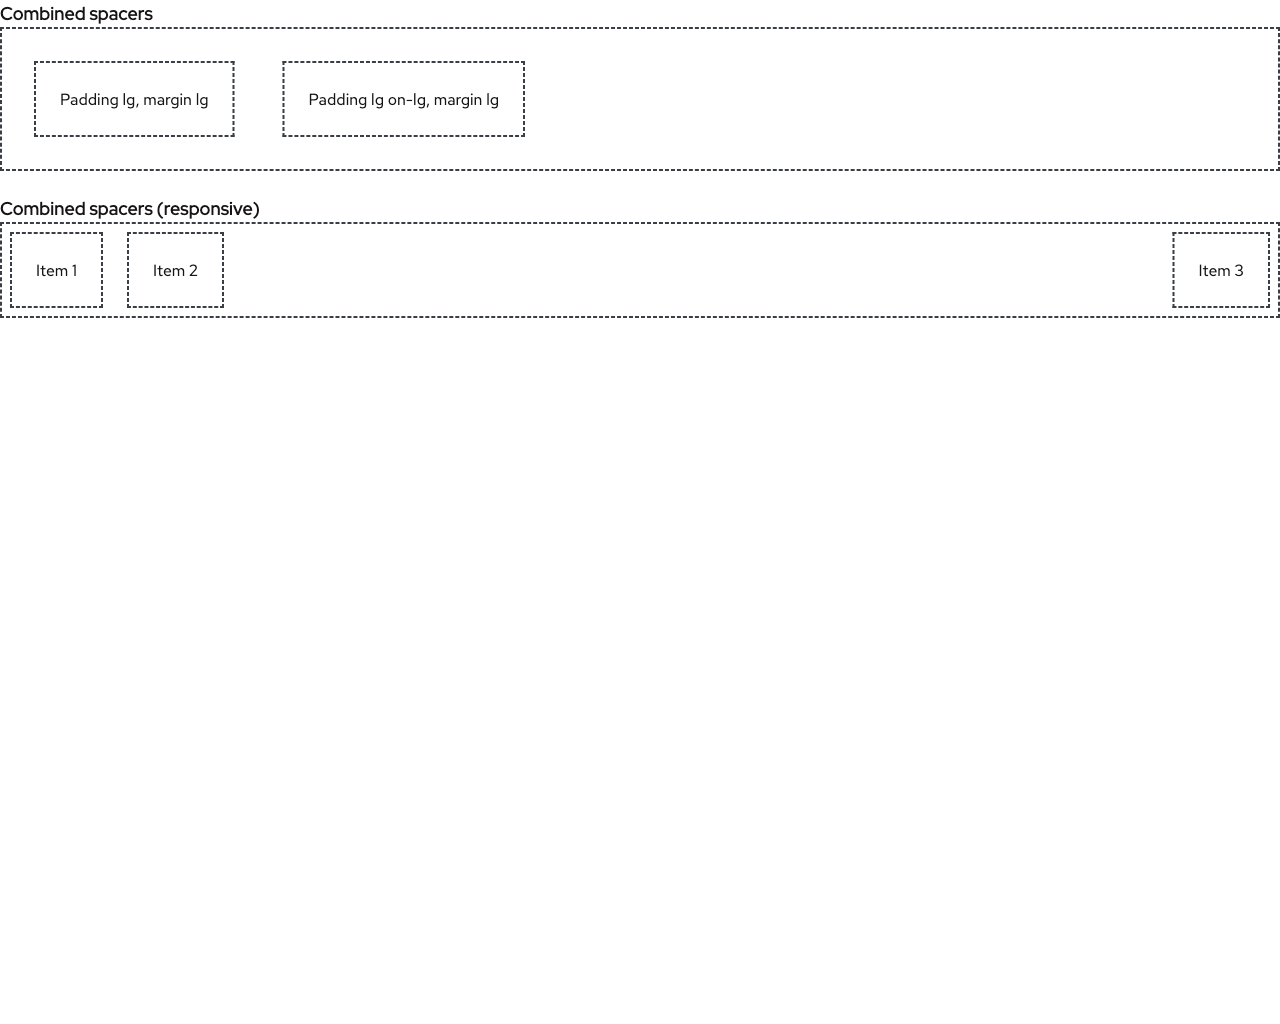 Combined spacers
Padding lg, margin lg
Padding lg on-lg, margin lg
Combined spacers (responsive)
Item 1
Item 2
Item 3